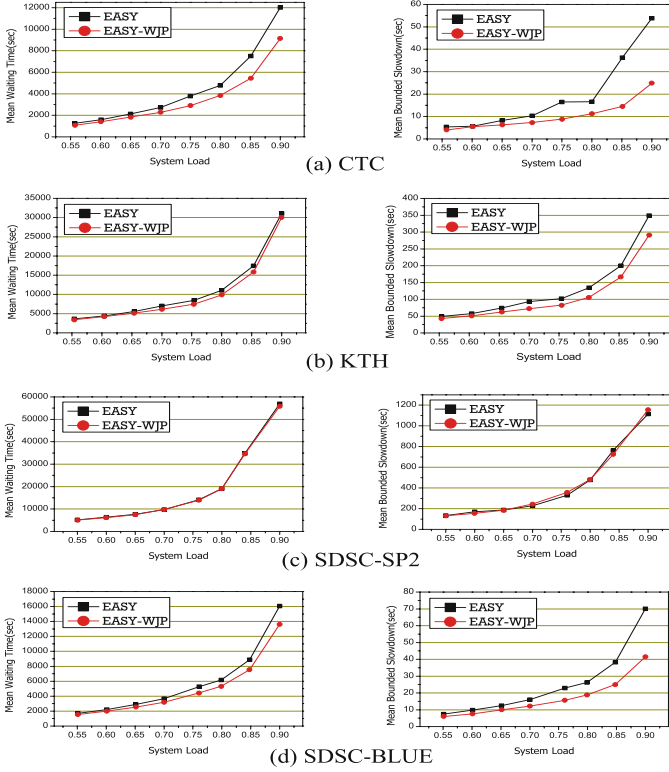 Mean Waiting Time(sec)
12000
10000
8000
6000
4000
2000
0
EASY
EASY-WJP
0.55 0.60 0.65 0.70 0.75 0.80 0.85 0.90
System Load
Mean Bounded Slowdown(sec)
60
50
40
30
20
10
0
EASY
EASY-WJP
0.55 0.60 0.65 0.70 0.75 0.80 0.85 0.90
System Load
(a) CTC
Mean Waiting Time(sec)
35000
30000
25000
20000
15000
10000
5000
0
EASY
EASY-WJP
0.55 0.60 0.65 0.70 0.75 0.80 0.85 0.90
System Load
Mean Bounded Slowdown(sec)
400
350
300
250
200
150
100
50
0
EASY
EASY-WJP
0.55 0.60 0.65 0.70 0.75 0.80 0.85 0.90
System Load
(b) KTH
Mean Waiting Time(sec)
60000
50000
40000
30000
20000
10000
0
EASY
EASY-WJP
0.55 0.60 0.65 0.70 0.75 0.80 0.85 0.90
System Load
Mean Bounded Slowdown(sec)
1200
1000
800
600
400
200
0
EASY
EASY-WJP
0.55 0.60 0.65 0.70 0.75 0.80 0.85 0.90
System Load
(c) SDSC-SP2
Mean Waiting Time(sec)
18000
16000
14000
12000
10000
8000
6000
4000
2000
0
EASY
EASY-WJP
0.55 0.60 0.65 0.70 0.75 0.80 0.85 0.90
System Load
Mean Bounded Slowdown(sec)
80
70
60
50
40
30
20
10
0
EASY
EASY-WJP
0.55 0.60 0.65 0.70 0.75 0.80 0.85 0.90
System Load
(d) SDSC-BLUE